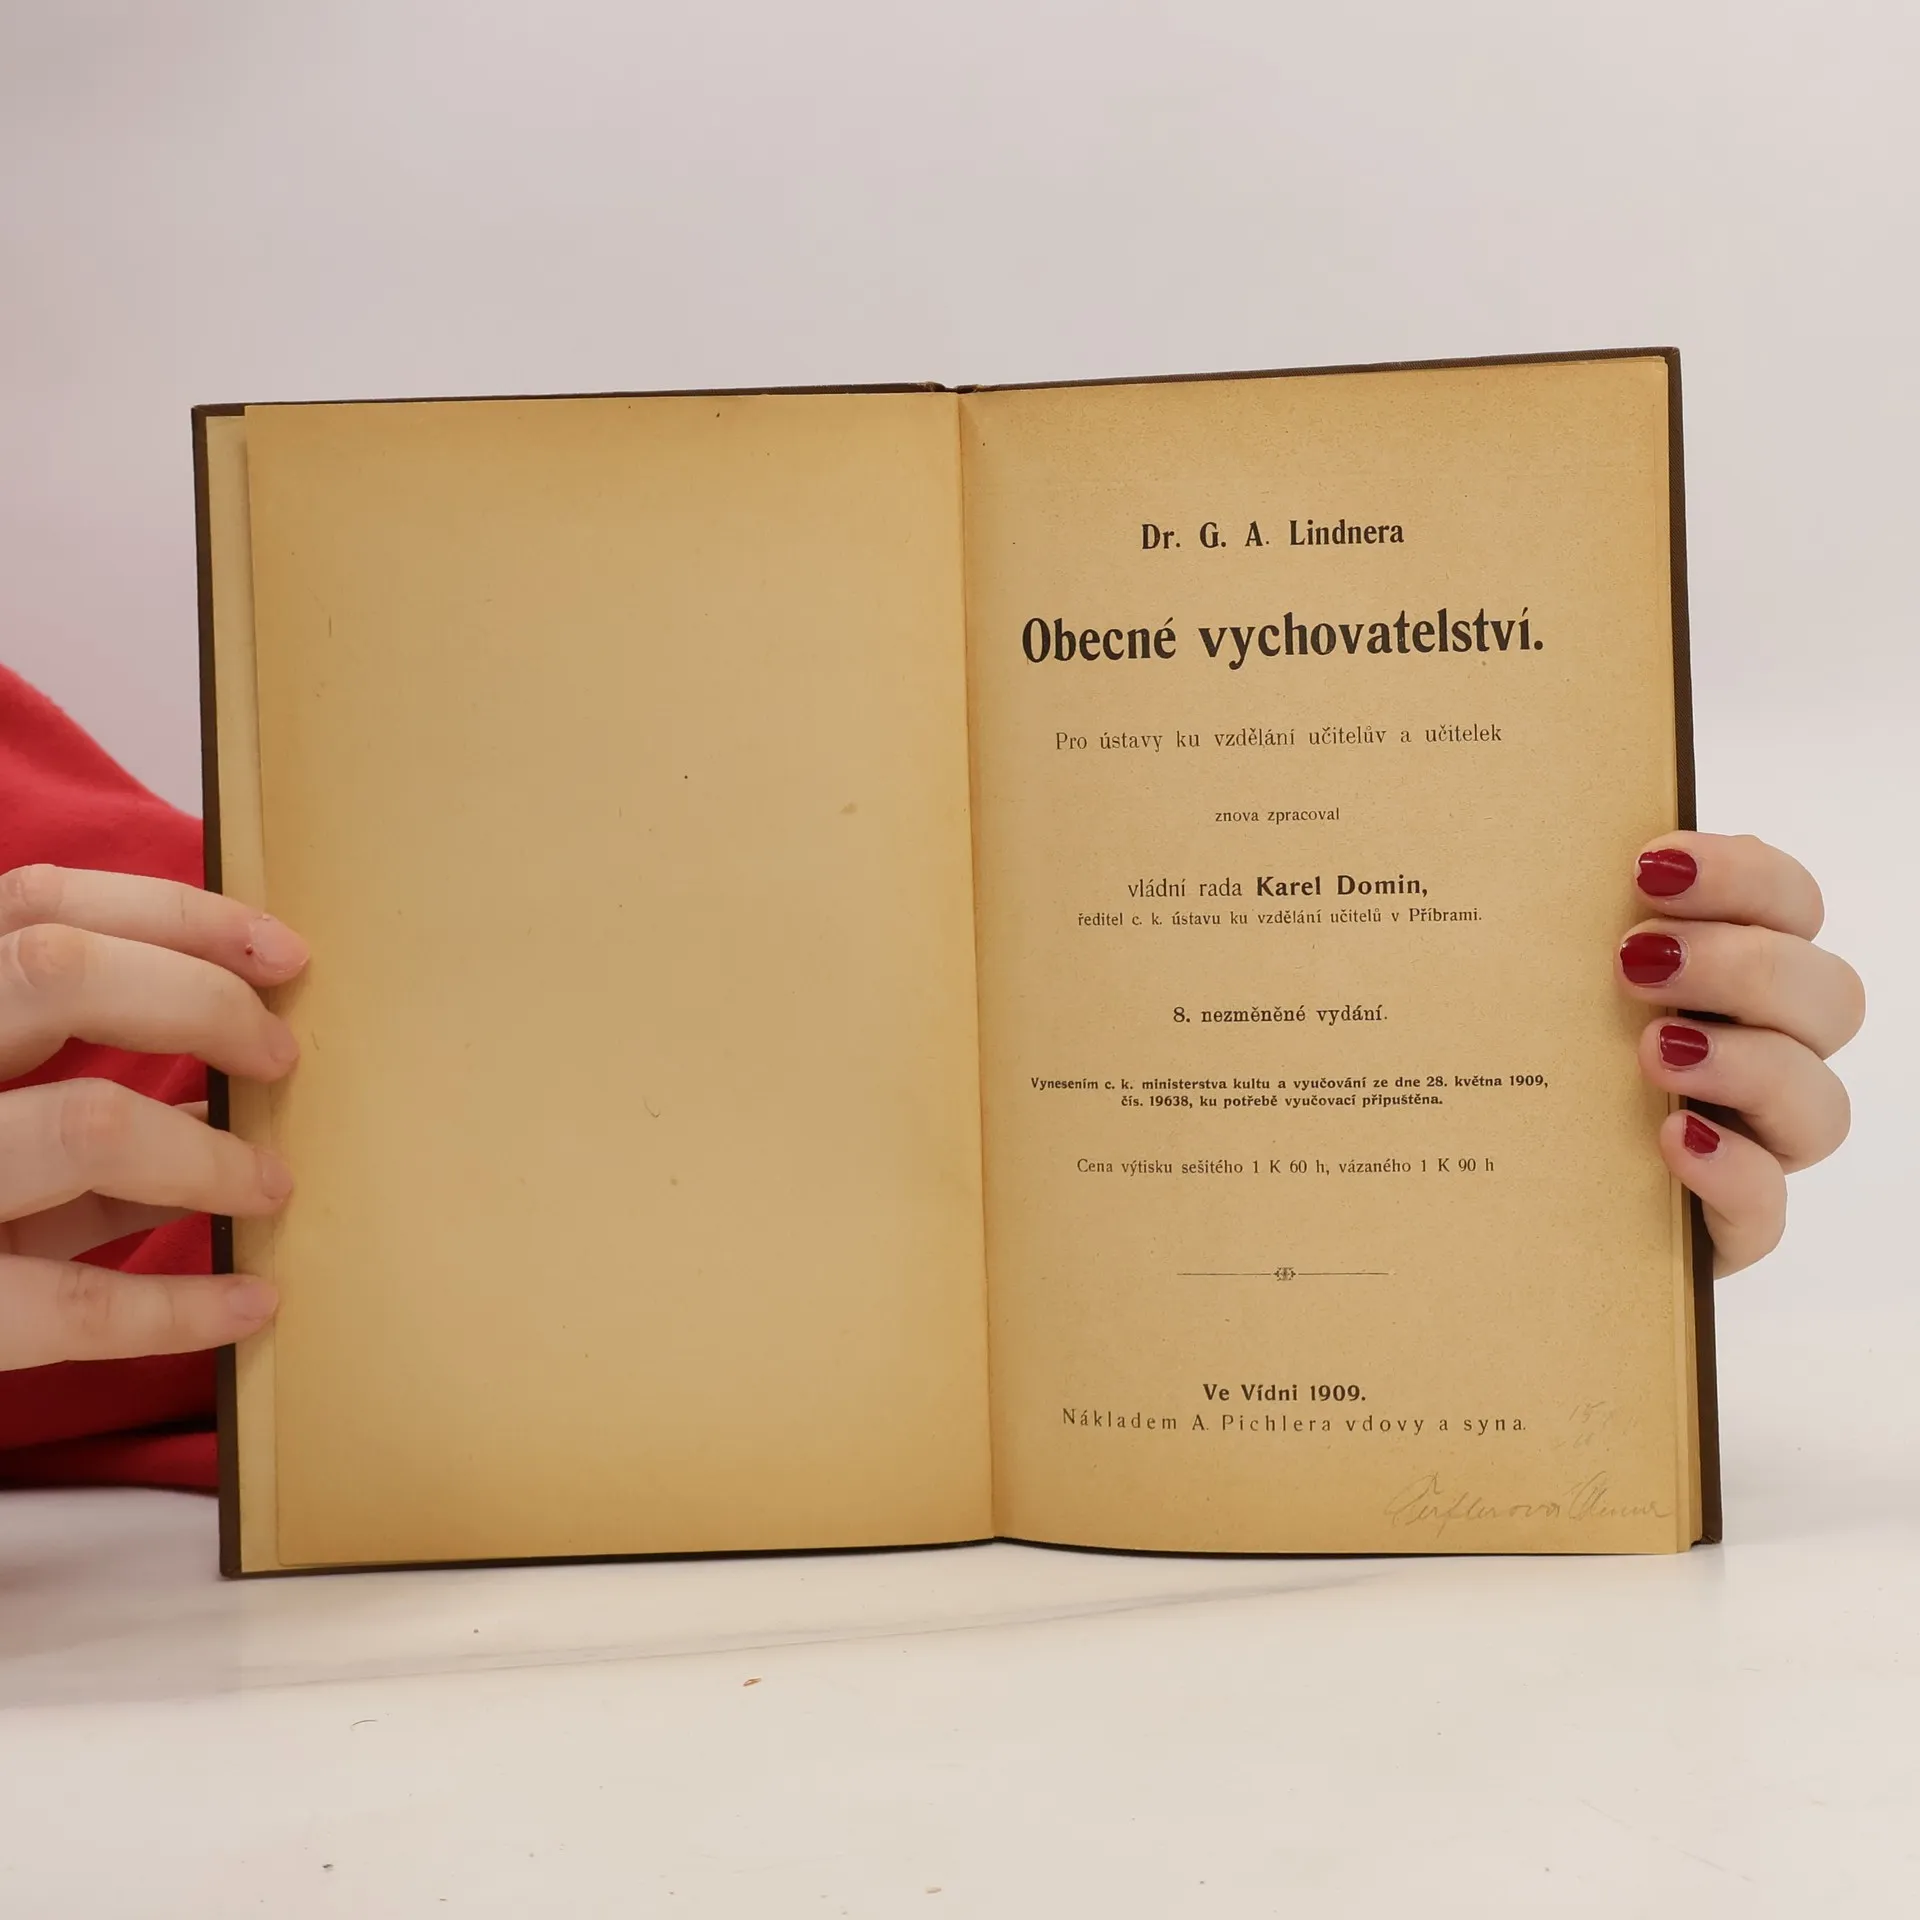 Dr. G. A. Lindnera
Obecné vychovatelství.
Pro ústavy ku vzdělání učitelův a učitelek
znova zpracoval
vládní rada Karel Domin,
ředitel c. k. ústavu ku vzdělání učitelů v Příbrami.
8. nezměněné vydání.
Vynesením c. k. ministerstva kultu a vyučování ze dne 28. května 1909,
čís. 19638, ku potřebě vyučovací připuštěna.
Cena výtisku sešitého 1 K 60 h, vázaného 1 K 90 h
Ve Vídni 1909.
Nákladem A. Pichlera vdovy a syna.